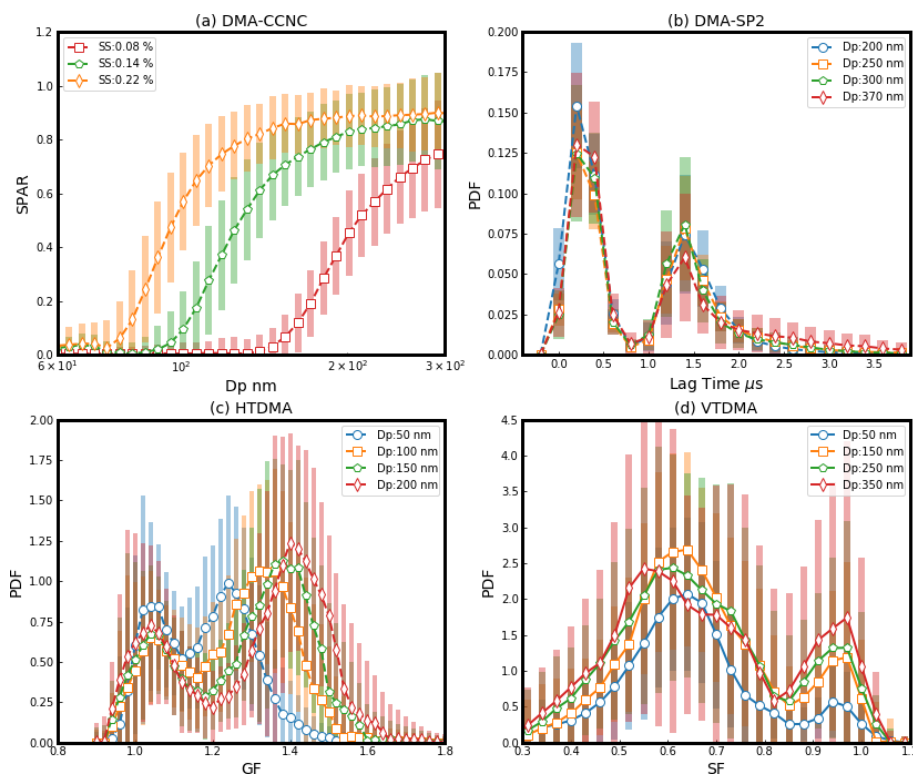 (a) DMA-CCNC
1.2
1.0
0.8
0.6
0.4
0.2
0.0
SPAR
SS:0.08 %
SS:0.14 %
SS:0.22 %
6 × 10¹
10²
2 × 10²
3 × 10²
Dp nm
(b) DMA-SP2
0.200
0.175
0.150
0.125
0.100
0.075
0.050
0.025
0.000
PDF
Dp:200 nm
Dp:250 nm
Dp:300 nm
Dp:370 nm
0.0 0.5 1.0 1.5 2.0 2.5 3.0 3.5
Lag Time μs
(c) HTDMA
2.00
1.75
1.50
1.25
1.00
0.75
0.50
0.25
0.00
PDF
Dp:50 nm
Dp:100 nm
Dp:150 nm
Dp:200 nm
0.8 1.0 1.2 1.4 1.6 1.8
GF
(d) VTDMA
4.5
4.0
3.5
3.0
2.5
2.0
1.5
1.0
0.5
0.0
PDF
Dp:50 nm
Dp:150 nm
Dp:250 nm
Dp:350 nm
0.3 0.4 0.5 0.6 0.7 0.8 0.9 1.0
SF